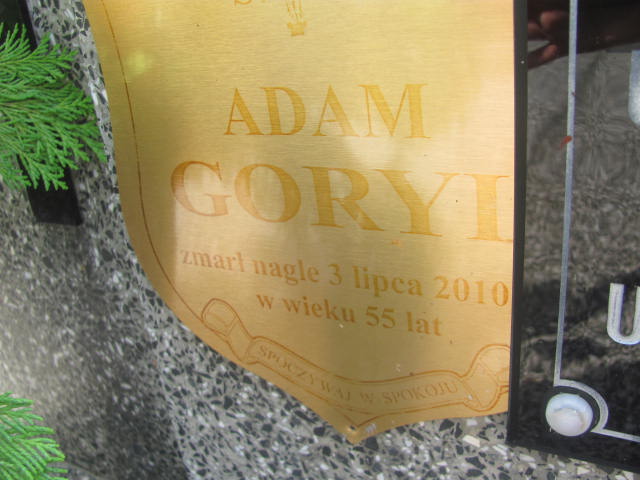 ADAM
GORYL
zmarł nagle 3 lipca 2010
w wieku 55 lat
SPOCZYWAJ W SPOKOJU